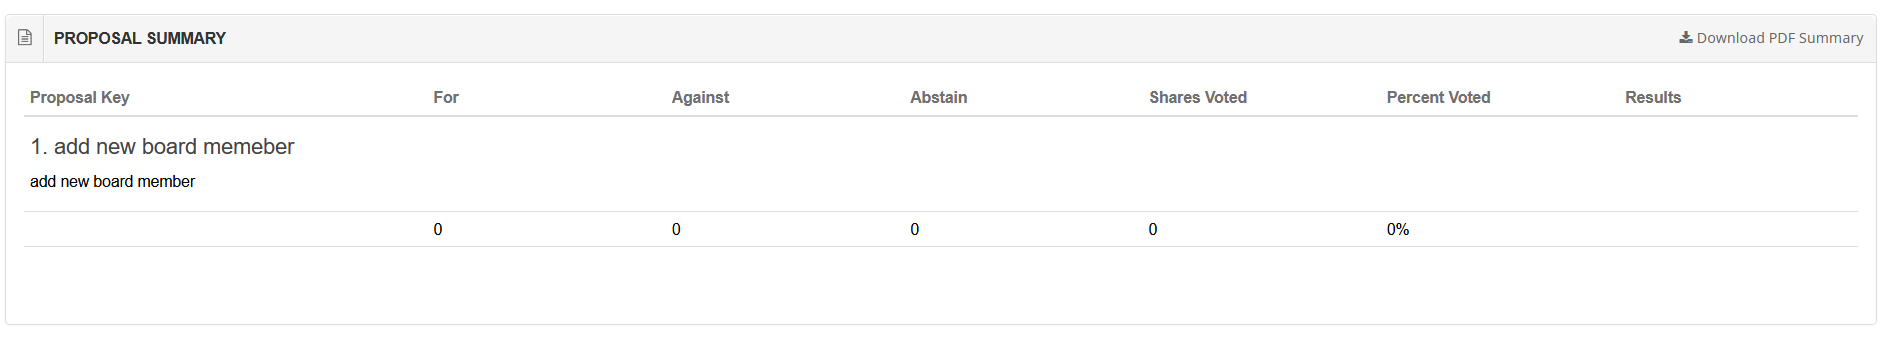 PROPOSAL SUMMARY Download PDF Summary
Proposal Key For Against Abstain Shares Voted Percent Voted Results
1. add new board memeber
add new board member
0 0 0 0 0%